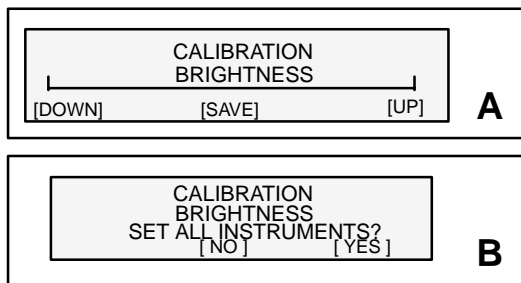 CALIBRATION
BRIGHTNESS
[DOWN] [SAVE] [UP]
A
CALIBRATION
BRIGHTNESS
SET ALL INSTRUMENTS?
[ NO ] [ YES ]
B